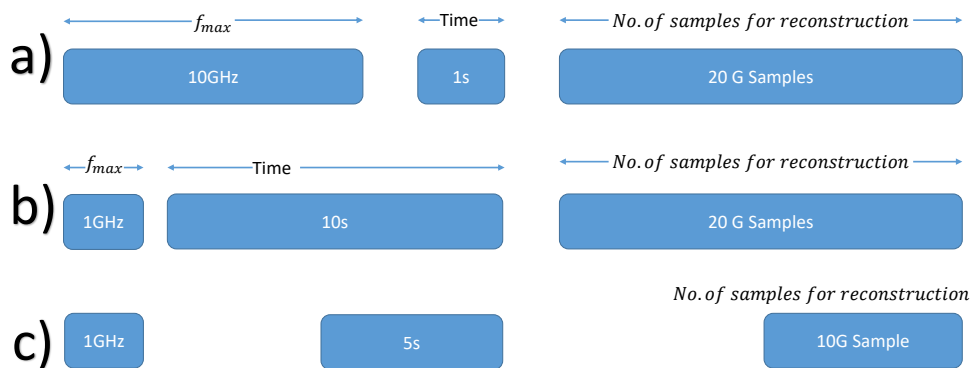 f_max Time No. of samples for reconstruction
a) 10GHz 1s 20 G Samples
f_max Time No. of samples for reconstruction
b) 1GHz 10s 20 G Samples
No. of samples for reconstruction
c) 1GHz 5s 10G Sample